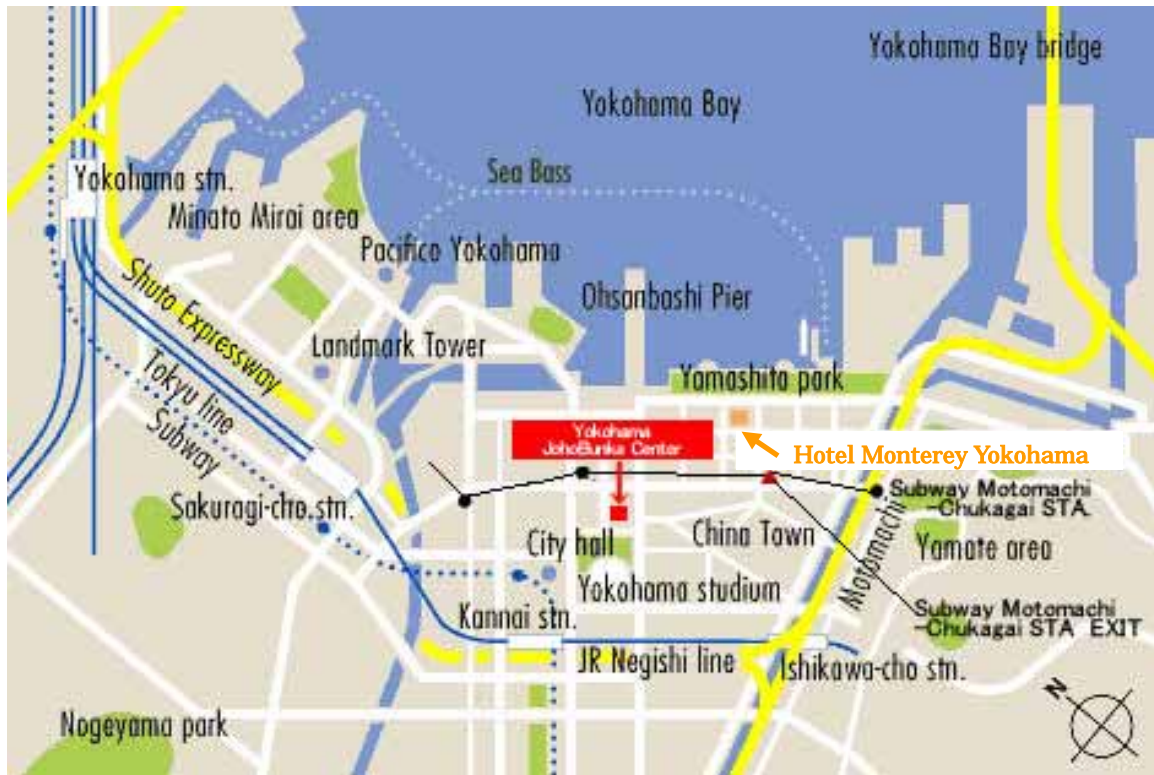 Yokohama Bay bridge
Yokohama Bay
Sea Bass
Yokohama stn.
Minato Mirai area
Pacifico Yokohama
Ohsanbashi Pier
Shuto Expressway
Landmark Tower
Tokyu line
Yamashita park
Subway
Yokohama
JohoBunka Center
Hotel Monterey Yokohama
Sakuragi-cho.stn.
Subway Motomachi
-Chukagai STA.
City hall
China Town
Motomachi
Yamate area
Yokohama studium
Kannai stn.
Subway Motomachi
-Chukagai STA EXIT
JR Negishi line
Ishikawa-cho stn.
N
Nogeyama park